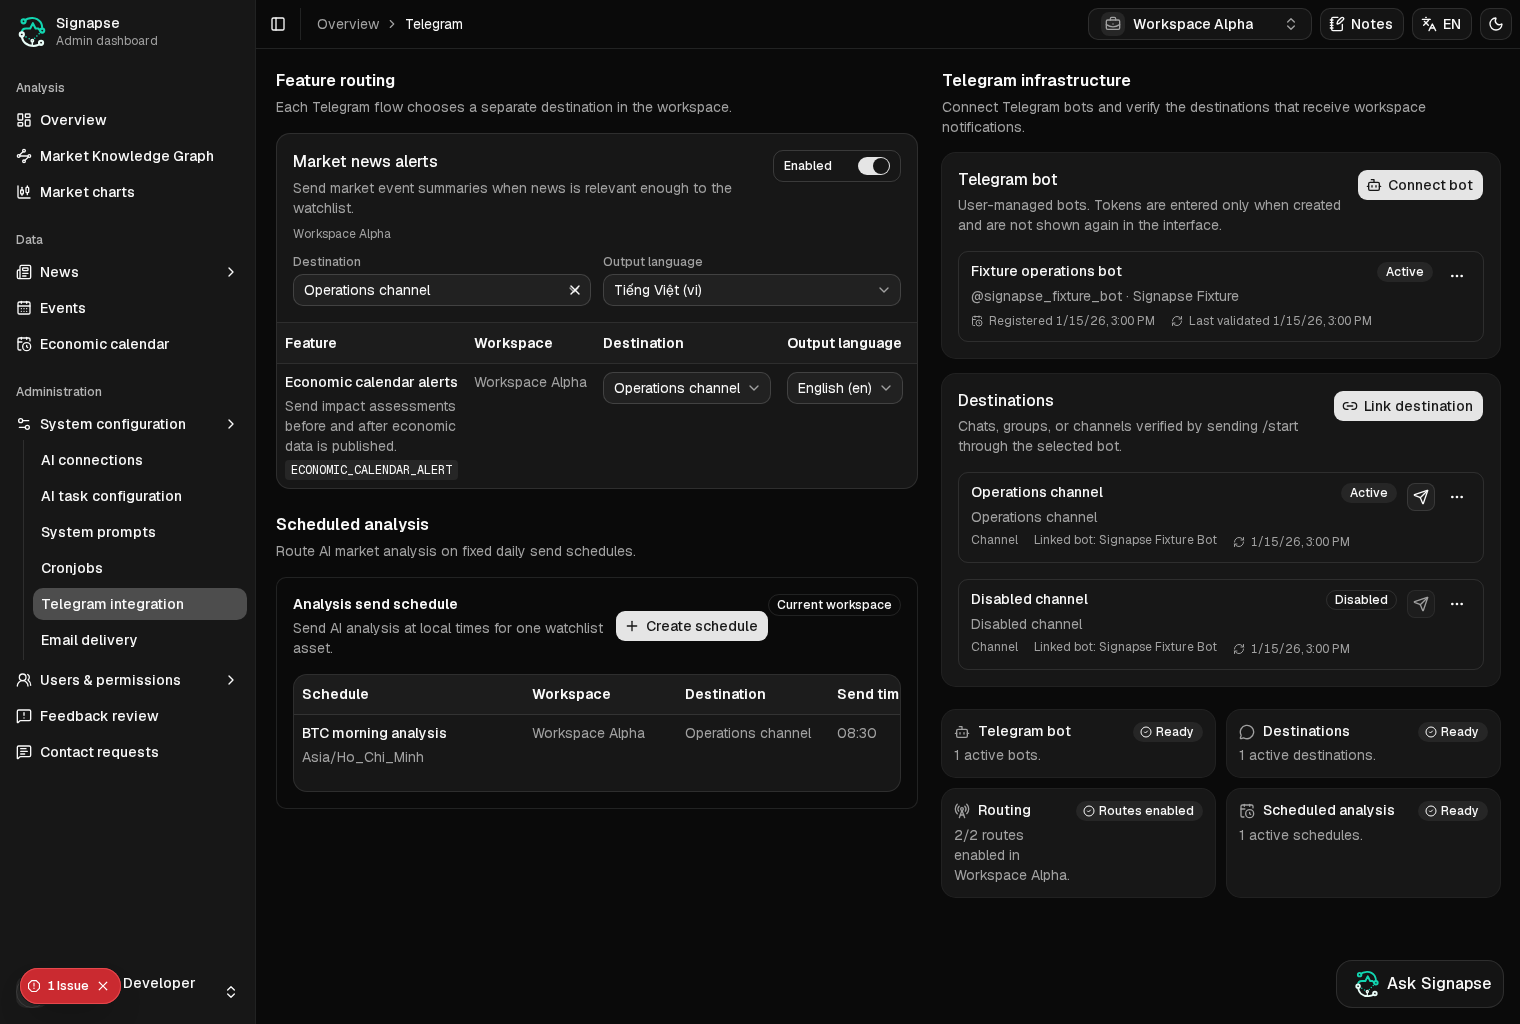 Signapse
Admin dashboard
Analysis
Overview
Market Knowledge Graph
Market charts
Data
News
Events
Economic calendar
Administration
System configuration
AI connections
AI task configuration
System prompts
Cronjobs
Telegram integration
Email delivery
Users & permissions
Feedback review
Contact requests
1 Issue
Developer
Overview
Telegram
Workspace Alpha
Notes
EN
Feature routing
Each Telegram flow chooses a separate destination in the workspace.
Market news alerts
Enabled
Send market event summaries when news is relevant enough to the
watchlist.
Workspace Alpha
Destination
Output language
Operations channel
Tiếng Việt (vi)
Feature Workspace Destination Output language
Economic calendar alerts Workspace Alpha Operations channel English (en)
Send impact assessments
before and after economic
data is published.
ECONOMIC_CALENDAR_ALERT
Scheduled analysis
Route AI market analysis on fixed daily send schedules.
Analysis send schedule
Current workspace
Send AI analysis at local times for one watchlist
asset.
Create schedule
Schedule Workspace Destination Send tim
BTC morning analysis Workspace Alpha Operations channel 08:30
Asia/Ho_Chi_Minh
Telegram infrastructure
Connect Telegram bots and verify the destinations that receive workspace
notifications.
Telegram bot
Connect bot
User-managed bots. Tokens are entered only when created
and are not shown again in the interface.
Fixture operations bot
Active
@signapse_fixture_bot · Signapse Fixture
Registered 1/15/26, 3:00 PM Last validated 1/15/26, 3:00 PM
Destinations
Link destination
Chats, groups, or channels verified by sending /start
through the selected bot.
Operations channel
Active
Operations channel
Channel Linked bot: Signapse Fixture Bot 1/15/26, 3:00 PM
Disabled channel
Disabled
Disabled channel
Channel Linked bot: Signapse Fixture Bot 1/15/26, 3:00 PM
Telegram bot
Ready
1 active bots.
Destinations
Ready
1 active destinations.
Routing
Routes enabled
2/2 routes
enabled in
Workspace Alpha.
Scheduled analysis
Ready
1 active schedules.
Ask Signapse